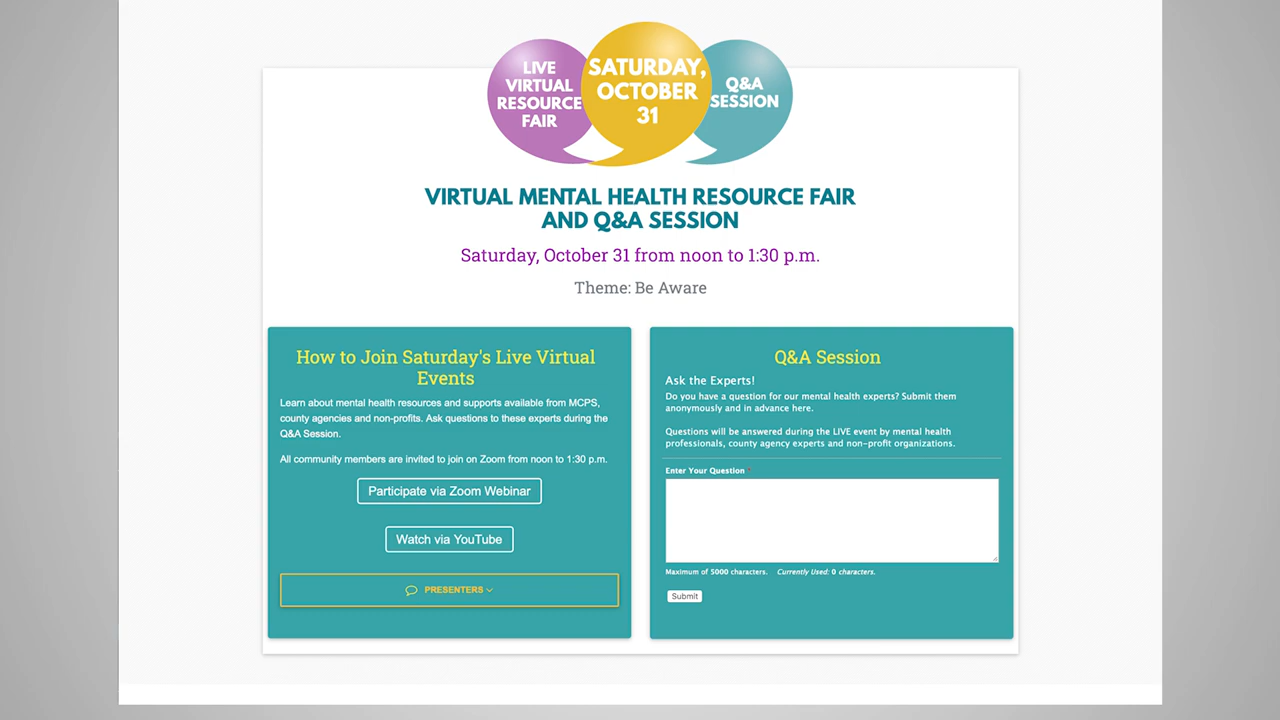 LIVE
VIRTUAL
RESOURCE
FAIR
SATURDAY,
OCTOBER
31
Q&A
SESSION
VIRTUAL MENTAL HEALTH RESOURCE FAIR
AND Q&A SESSION
Saturday, October 31 from noon to 1:30 p.m.
Theme: Be Aware
How to Join Saturday's Live Virtual
Events
Learn about mental health resources and supports available from MCPS,
county agencies and non-profits. Ask questions to these experts during the
Q&A Session.
All community members are invited to join on Zoom from noon to 1:30 p.m.
Participate via Zoom Webinar
Watch via YouTube
PRESENTERS
Q&A Session
Ask the Experts!
Do you have a question for our mental health experts? Submit them
anonymously and in advance here.
Questions will be answered during the LIVE event by mental health
professionals, county agency experts and non-profit organizations.
Enter Your Question *
Maximum of 5000 characters. Currently Used: 0 characters.
Submit